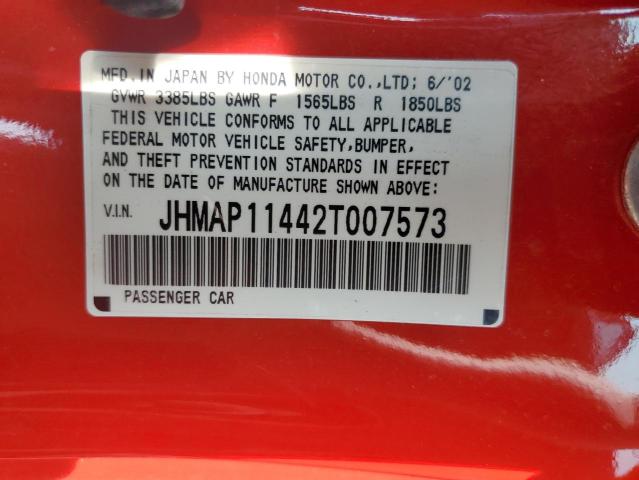 MFD. IN JAPAN BY HONDA MOTOR CO.,LTD; 6/'02
GVWR 3385LBS GAWR F 1565LBS R 1850LBS
THIS VEHICLE CONFORMS TO ALL APPLICABLE
FEDERAL MOTOR VEHICLE SAFETY,BUMPER,
AND THEFT PREVENTION STANDARDS IN EFFECT
ON THE DATE OF MANUFACTURE SHOWN ABOVE:
V.I.N. JHMAP11442T007573
PASSENGER CAR